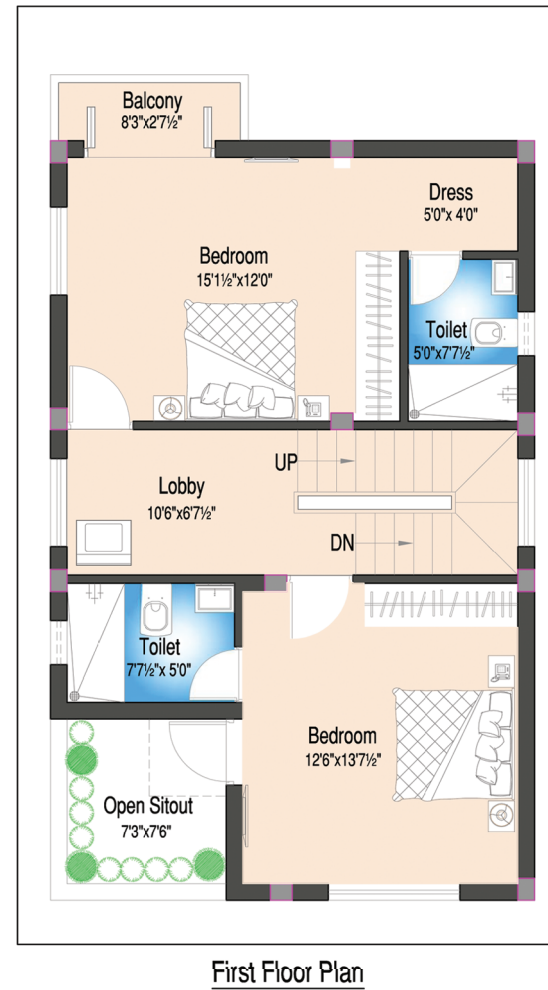 Balcony
8'3"x2'7½"
Dress
5'0"x 4'0"
Bedroom
15'1½"x12'0"
Toilet
5'0"x7'7½"
UP
Lobby
10'6"x6'7½"
DN
Toilet
7'7½"x 5'0"
Bedroom
12'6"x13'7½"
Open Sitout
7'3"x7'6"
First Floor Plan